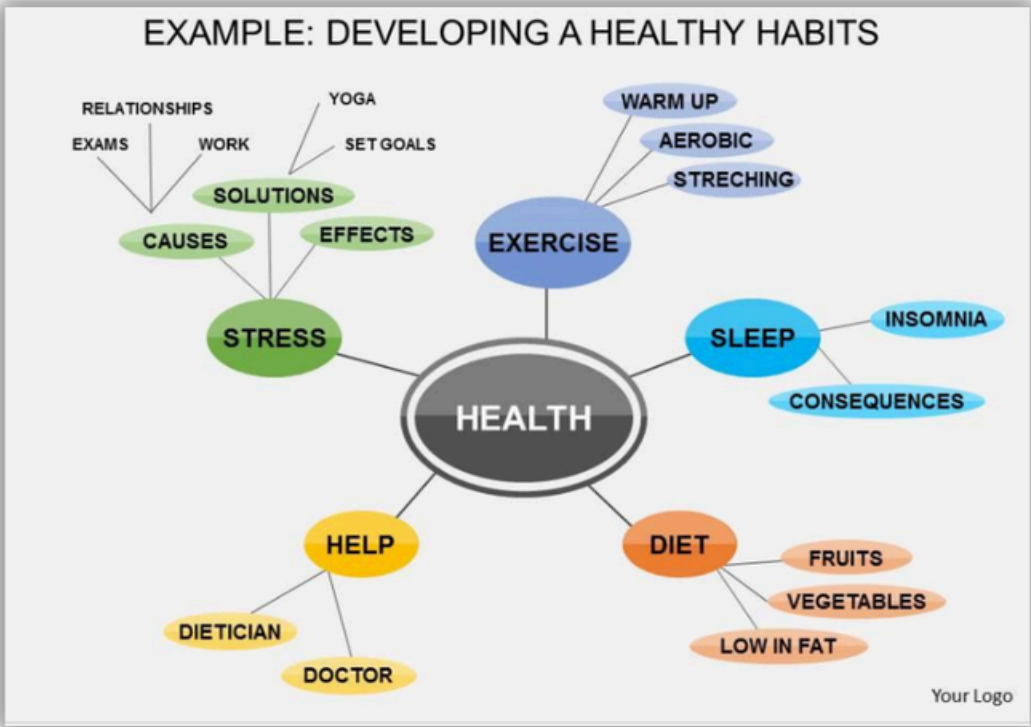 EXAMPLE: DEVELOPING A HEALTHY HABITS
RELATIONSHIPS
EXAMS
WORK
YOGA
SET GOALS
SOLUTIONS
CAUSES
EFFECTS
STRESS
WARM UP
AEROBIC
STRECHING
EXERCISE
SLEEP
INSOMNIA
CONSEQUENCES
HEALTH
HELP
DIETICIAN
DOCTOR
DIET
FRUITS
VEGETABLES
LOW IN FAT
Your Logo